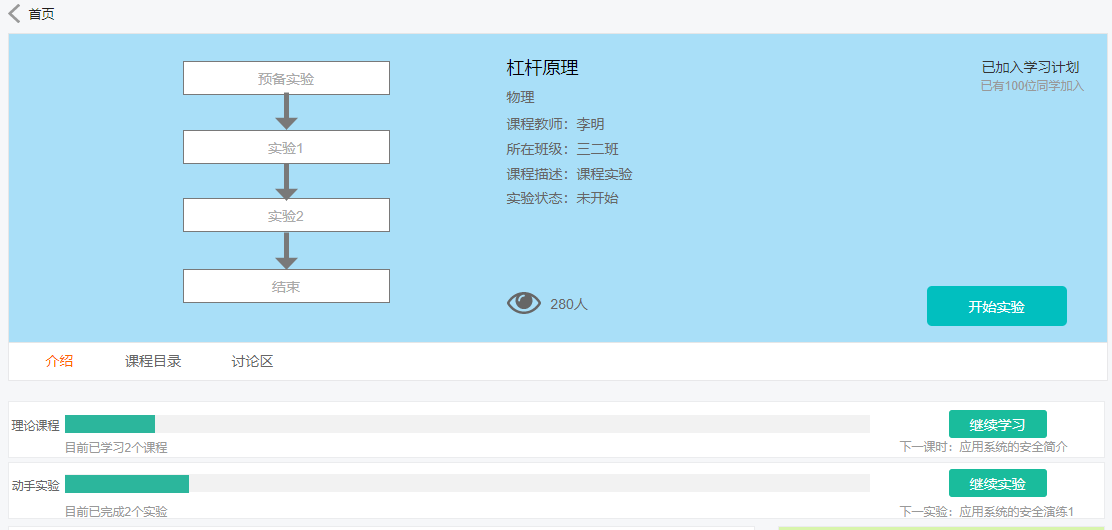 首页
预备实验
实验1
实验2
结束
杠杆原理
物理
课程教师：李明
所在班级：三二班
课程描述：课程实验
实验状态：未开始
280人
已加入学习计划
已有100位同学加入
开始实验
介绍 课程目录 讨论区
理论课程
目前已学习2个课程
继续学习
下一课时：应用系统的安全简介
动手实验
目前已完成2个实验
继续实验
下一实验：应用系统的安全演练1